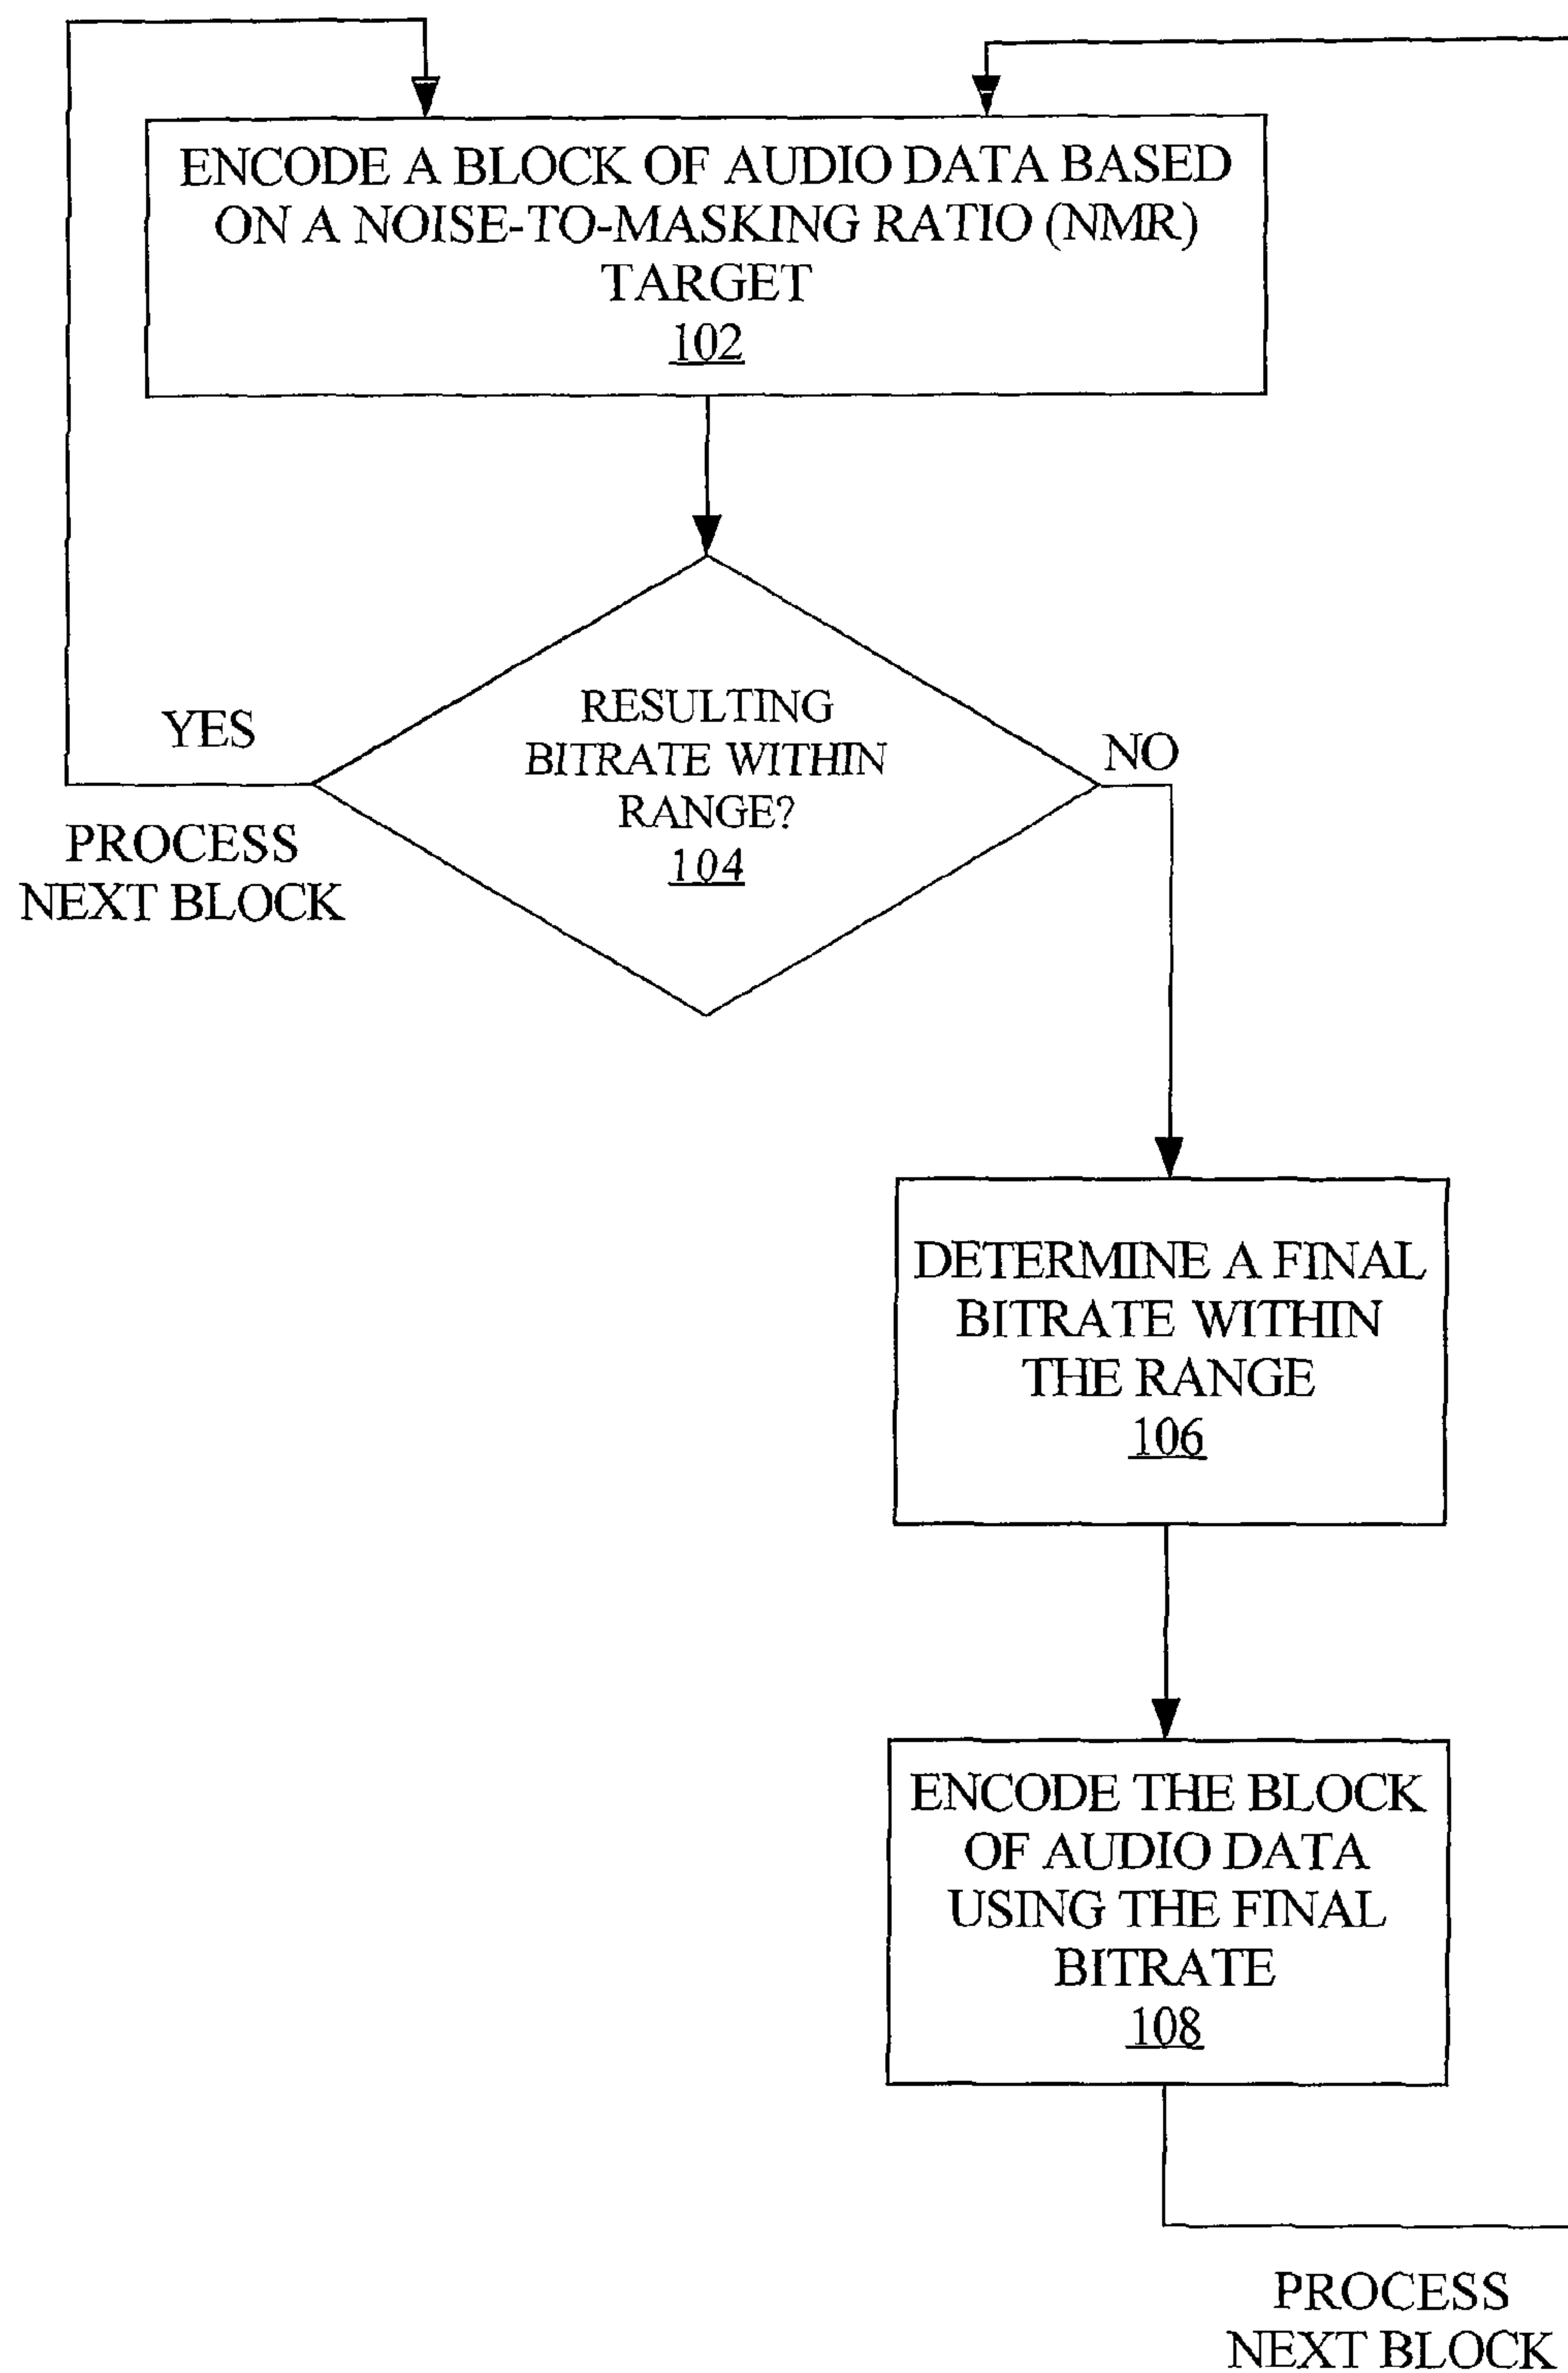 ENCODE A BLOCK OF AUDIO DATA BASED
ON A NOISE-TO-MASKING RATIO (NMR)
TARGET
102
RESULTING
BITRATE WITHIN
RANGE?
104
YES
NO
PROCESS
NEXT BLOCK
DETERMINE A FINAL
BITRATE WITHIN
THE RANGE
106
ENCODE THE BLOCK
OF AUDIO DATA
USING THE FINAL
BITRATE
108
PROCESS
NEXT BLOCK